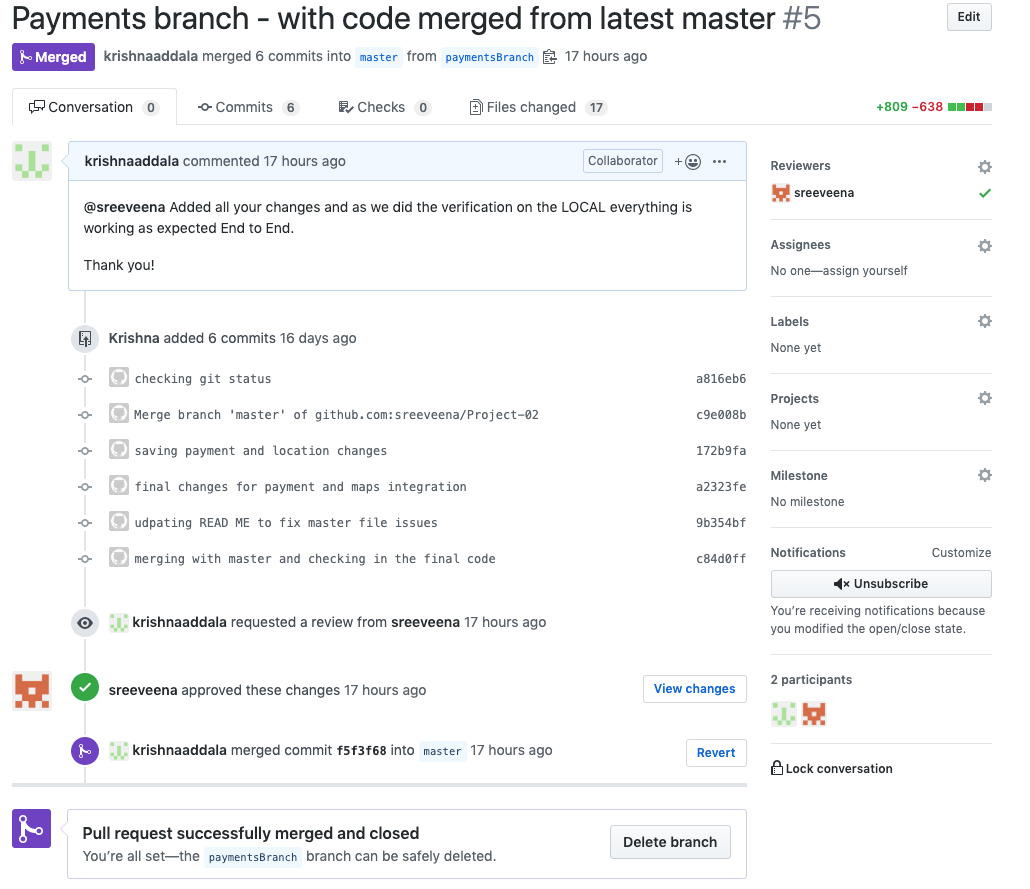 Payments branch - with code merged from latest master #5
Edit
Merged krishnaaddala merged 6 commits into master from paymentsBranch 17 hours ago
Conversation 0 Commits 6 Checks 0 Files changed 17 +809 −638
krishnaaddala commented 17 hours ago Collaborator + ...
@sreeveena Added all your changes and as we did the verification on the LOCAL everything is
working as expected End to End.
Thank you!
Krishna added 6 commits 16 days ago
checking git status a816eb6
Merge branch 'master' of github.com:sreeveena/Project-02 c9e008b
saving payment and location changes 172b9fa
final changes for payment and maps integration a2323fe
udpating READ ME to fix master file issues 9b354bf
merging with master and checking in the final code c84d0ff
krishnaaddala requested a review from sreeveena 17 hours ago
sreeveena approved these changes 17 hours ago View changes
krishnaaddala merged commit f5f3f68 into master 17 hours ago Revert
Pull request successfully merged and closed
You're all set—the paymentsBranch branch can be safely deleted.
Delete branch
Reviewers
sreeveena
Assignees
No one—assign yourself
Labels
None yet
Projects
None yet
Milestone
No milestone
Notifications Customize
Unsubscribe
You're receiving notifications because
you modified the open/close state.
2 participants
Lock conversation